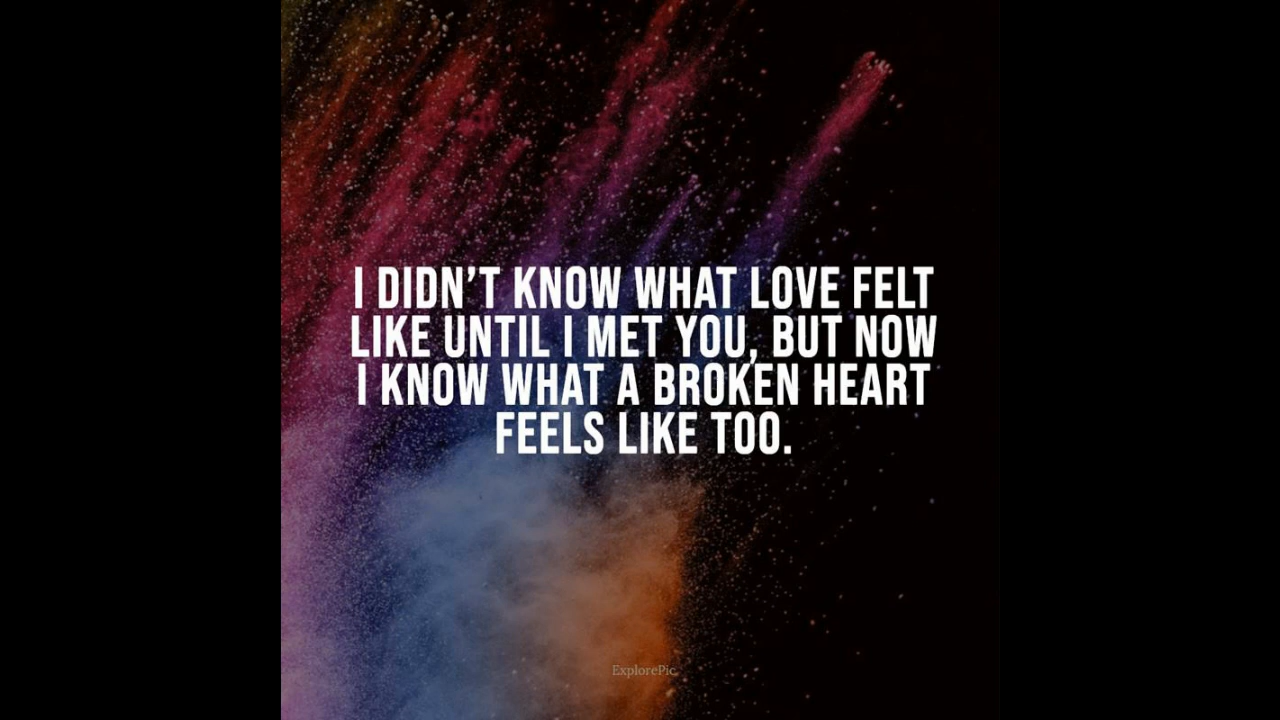 I DIDN’T KNOW WHAT LOVE FELT
LIKE UNTIL I MET YOU, BUT NOW
I KNOW WHAT A BROKEN HEART
FEELS LIKE TOO.
ExplorePic